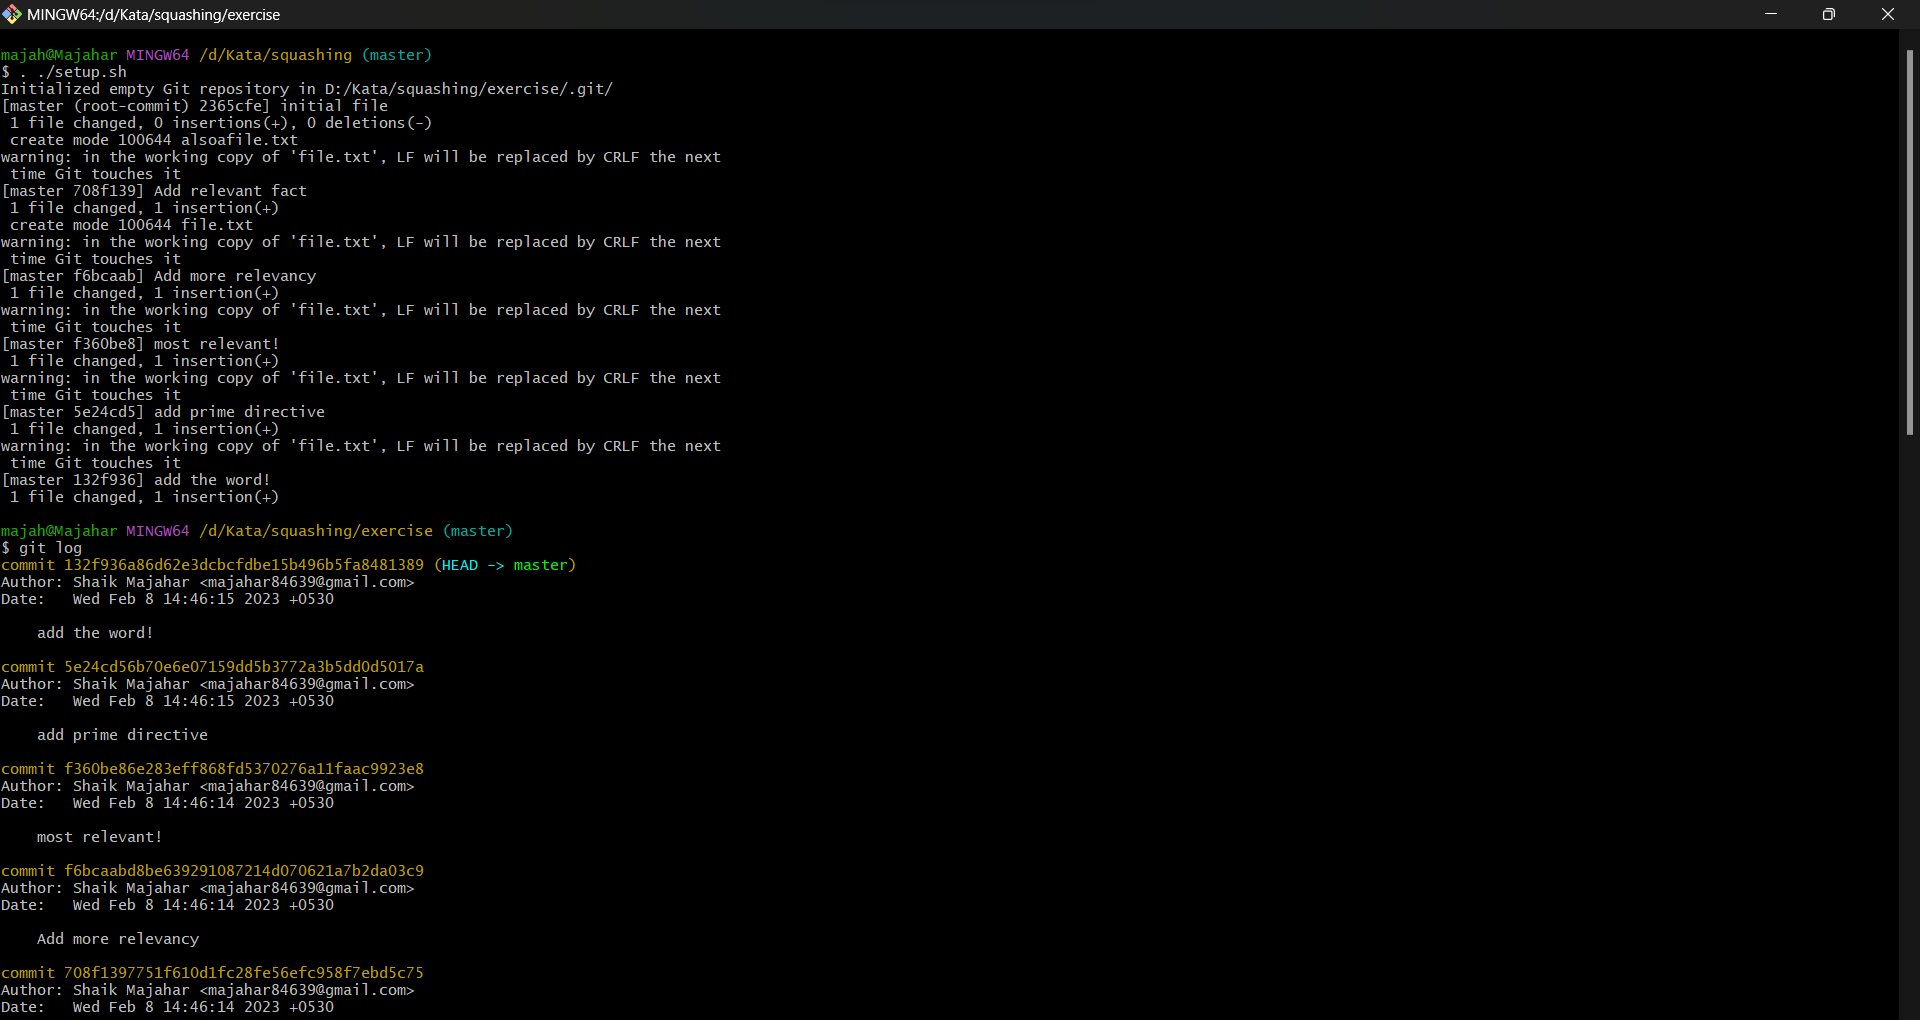 MINGW64:/d/Kata/squashing/exercise
majah@Majahar MINGW64 /d/Kata/squashing (master)
$ . ./setup.sh
Initialized empty Git repository in D:/Kata/squashing/exercise/.git/
[master (root-commit) 2365cfe] initial file
 1 file changed, 0 insertions(+), 0 deletions(-)
 create mode 100644 alsoafile.txt
warning: in the working copy of 'file.txt', LF will be replaced by CRLF the next
 time Git touches it
[master 708f139] Add relevant fact
 1 file changed, 1 insertion(+)
 create mode 100644 file.txt
warning: in the working copy of 'file.txt', LF will be replaced by CRLF the next
 time Git touches it
[master f6bcaab] Add more relevancy
 1 file changed, 1 insertion(+)
warning: in the working copy of 'file.txt', LF will be replaced by CRLF the next
 time Git touches it
[master f360be8] most relevant!
 1 file changed, 1 insertion(+)
warning: in the working copy of 'file.txt', LF will be replaced by CRLF the next
 time Git touches it
[master 5e24cd5] add prime directive
 1 file changed, 1 insertion(+)
warning: in the working copy of 'file.txt', LF will be replaced by CRLF the next
 time Git touches it
[master 132f936] add the word!
 1 file changed, 1 insertion(+)
majah@Majahar MINGW64 /d/Kata/squashing/exercise (master)
$ git log
commit 132f936a86d62e3dcbcfdbe15b496b5fa8481389 (HEAD -> master)
Author: Shaik Majahar <majahar84639@gmail.com>
Date:   Wed Feb 8 14:46:15 2023 +0530
    add the word!
commit 5e24cd56b70e6e07159dd5b3772a3b5dd0d5017a
Author: Shaik Majahar <majahar84639@gmail.com>
Date:   Wed Feb 8 14:46:15 2023 +0530
    add prime directive
commit f360be86e283eff868fd5370276a11faac9923e8
Author: Shaik Majahar <majahar84639@gmail.com>
Date:   Wed Feb 8 14:46:14 2023 +0530
    most relevant!
commit f6bcaabd8be639291087214d070621a7b2da03c9
Author: Shaik Majahar <majahar84639@gmail.com>
Date:   Wed Feb 8 14:46:14 2023 +0530
    Add more relevancy
commit 708f1397751f610d1fc28fe56efc958f7ebd5c75
Author: Shaik Majahar <majahar84639@gmail.com>
Date:   Wed Feb 8 14:46:14 2023 +0530